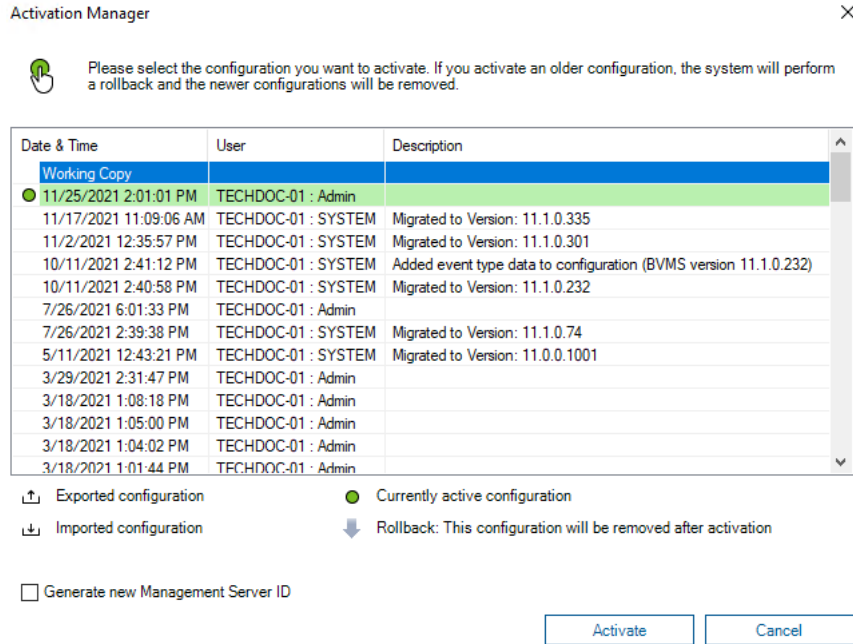 Activation Manager
Please select the configuration you want to activate. If you activate an older configuration, the system will perform
a rollback and the newer configurations will be removed.
Date & Time User Description
Working Copy
11/25/2021 2:01:01 PM TECHDOC-01 : Admin
11/17/2021 11:09:06 AM TECHDOC-01 : SYSTEM Migrated to Version: 11.1.0.335
11/2/2021 12:35:57 PM TECHDOC-01 : SYSTEM Migrated to Version: 11.1.0.301
10/11/2021 2:41:12 PM TECHDOC-01 : SYSTEM Added event type data to configuration (BVMS version 11.1.0.232)
10/11/2021 2:40:58 PM TECHDOC-01 : SYSTEM Migrated to Version: 11.1.0.232
7/26/2021 6:01:33 PM TECHDOC-01 : Admin
7/26/2021 2:39:38 PM TECHDOC-01 : SYSTEM Migrated to Version: 11.1.0.74
5/11/2021 12:43:21 PM TECHDOC-01 : SYSTEM Migrated to Version: 11.0.0.1001
3/29/2021 2:31:47 PM TECHDOC-01 : Admin
3/18/2021 1:08:18 PM TECHDOC-01 : Admin
3/18/2021 1:05:00 PM TECHDOC-01 : Admin
3/18/2021 1:04:02 PM TECHDOC-01 : Admin
3/18/2021 1:01:44 PM TECHDOC-01 : Admin
Exported configuration Currently active configuration
Imported configuration Rollback: This configuration will be removed after activation
Generate new Management Server ID
Activate Cancel